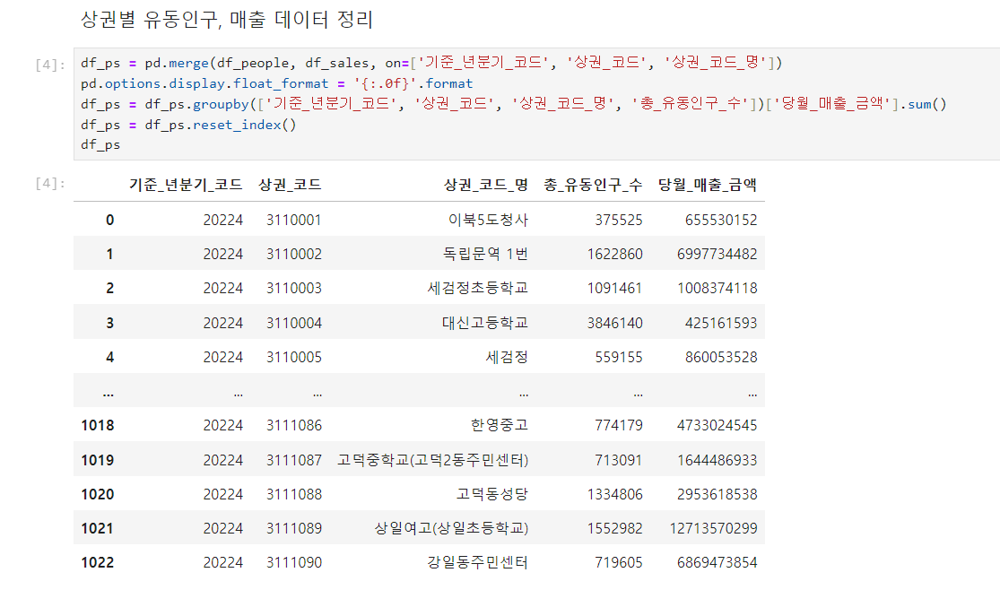 상권별 유동인구, 매출 데이터 정리
[4]: df_ps = pd.merge(df_people, df_sales, on=['기준_년분기_코드', '상권_코드', '상권_코드_명'])
pd.options.display.float_format = '{:.0f}'.format
df_ps = df_ps.groupby(['기준_년분기_코드', '상권_코드', '상권_코드_명', '총_유동인구_수'])['당월_매출_금액'].sum()
df_ps = df_ps.reset_index()
df_ps
[4]: 기준_년분기_코드 상권_코드 상권_코드_명 총_유동인구_수 당월_매출_금액
0 20224 3110001 이북5도청사 375525 655530152
1 20224 3110002 독립문역 1번 1622860 6997734482
2 20224 3110003 세검정초등학교 1091461 1008374118
3 20224 3110004 대신고등학교 3846140 425161593
4 20224 3110005 세검정 559155 860053528
... ... ... ... ... ...
1018 20224 3111086 한영중고 774179 4733024545
1019 20224 3111087 고덕중학교(고덕2동주민센터) 713091 1644486933
1020 20224 3111088 고덕동성당 1334806 2953618538
1021 20224 3111089 상일여고(상일초등학교) 1552982 12713570299
1022 20224 3111090 강일동주민센터 719605 6869473854